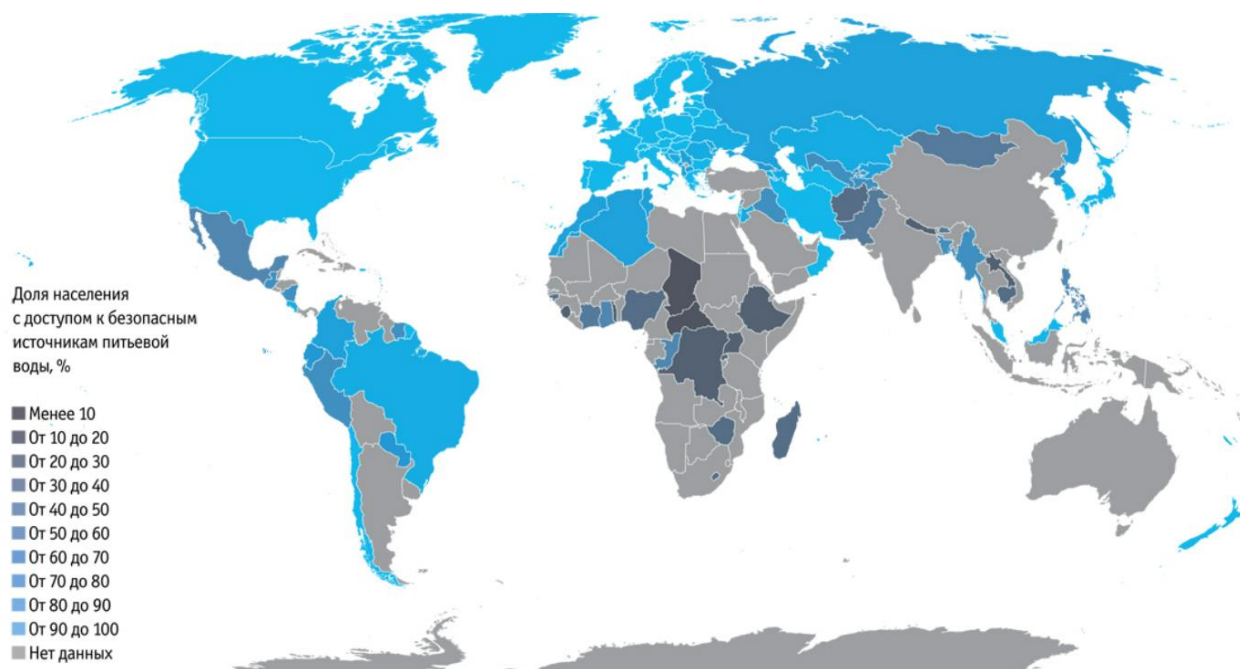 Доля населения
с доступом к безопасным
источникам питьевой
воды, %
Менее 10
От 10 до 20
От 20 до 30
От 30 до 40
От 40 до 50
От 50 до 60
От 60 до 70
От 70 до 80
От 80 до 90
От 90 до 100
Нет данных